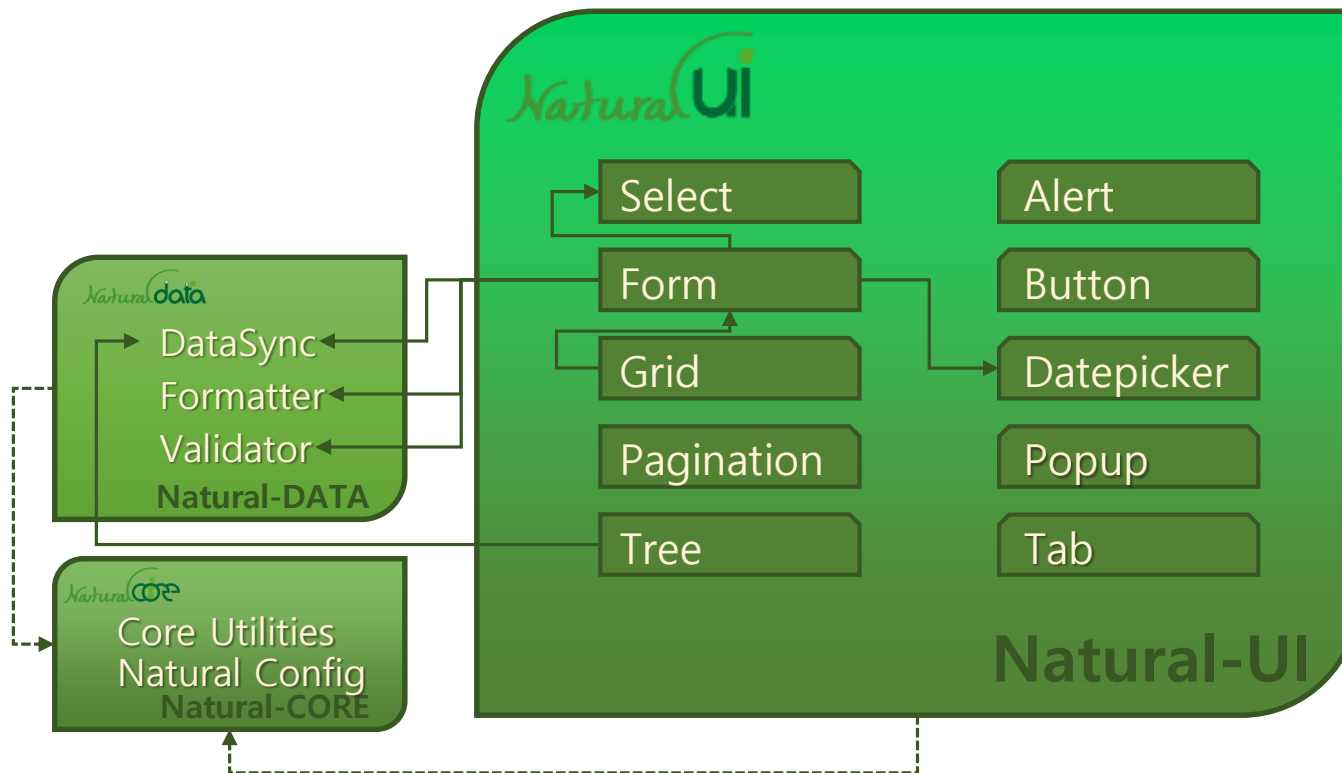 Natural UI
Select
Alert
Form
Button
Grid
Datepicker
Pagination
Popup
Tree
Tab
Natural-UI
Natural data
DataSync
Formatter
Validator
Natural-DATA
Natural CORE
Core Utilities
Natural Config
Natural-CORE